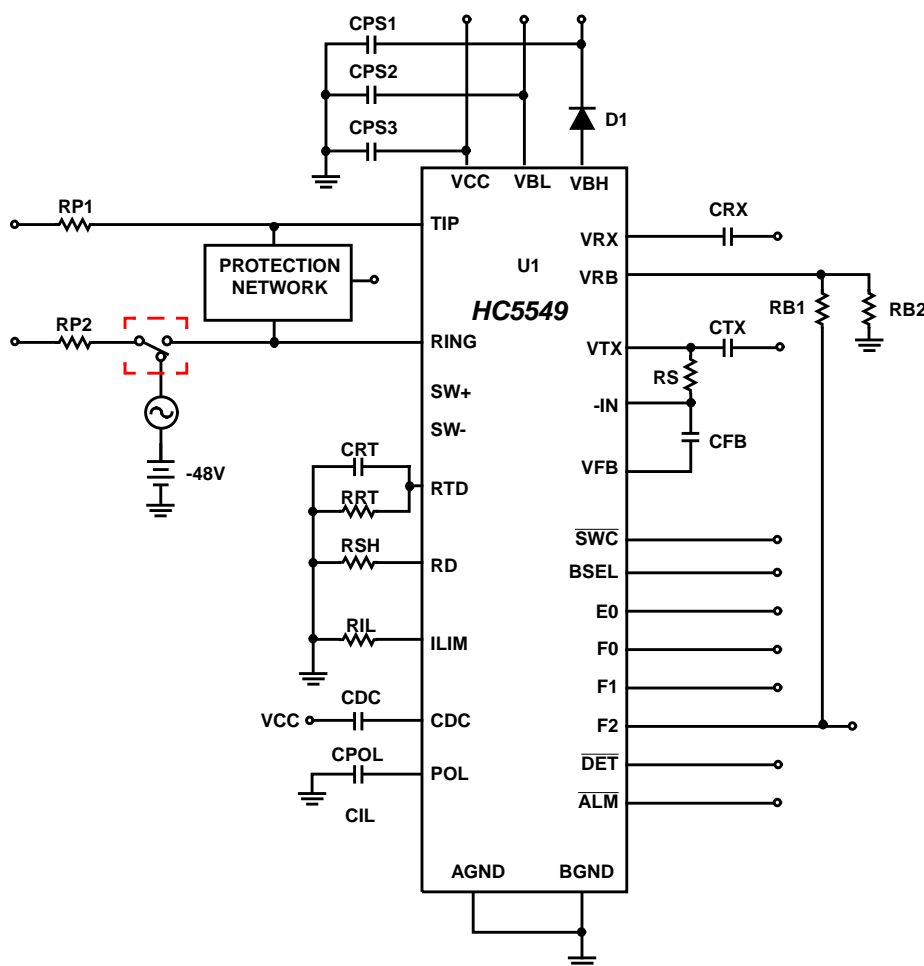 CPS1
CPS2
CPS3
D1
VCC VBL VBH
RP1
TIP
PROTECTION
NETWORK
RP2
RING
-48V
SW+
SW-
CRT
RTD
RRT
RSH
RD
RIL
ILIM
VCC
CDC
CDC
CPOL
POL
CIL
U1
HC5549
AGND
BGND
CRX
VRX
VRB
RB1
RB2
CTX
VTX
RS
-IN
CFB
VFB
SWC
BSEL
E0
F0
F1
F2
DET
ALM